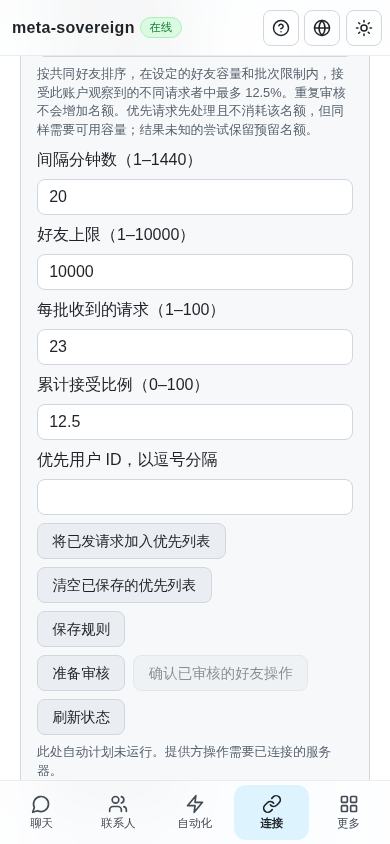 meta-sovereign 在线
按共同好友排序，在设定的好友容量和批次限制内，接
受此账户观察到的不同请求者中最多 12.5%。重复审核
不会增加名额。优先请求先处理且不消耗该名额，但同
样需要可用容量；结果未知的尝试保留预留名额。
间隔分钟数（1–1440）
20
好友上限（1–10000）
10000
每批收到的请求（1–100）
23
累计接受比例（0–100）
12.5
优先用户 ID，以逗号分隔
将已发请求加入优先列表
清空已保存的优先列表
保存规则
准备审核 确认已审核的好友操作
刷新状态
此处自动计划未运行。提供方操作需要已连接的服务
器。
聊天 联系人 自动化 连接 更多